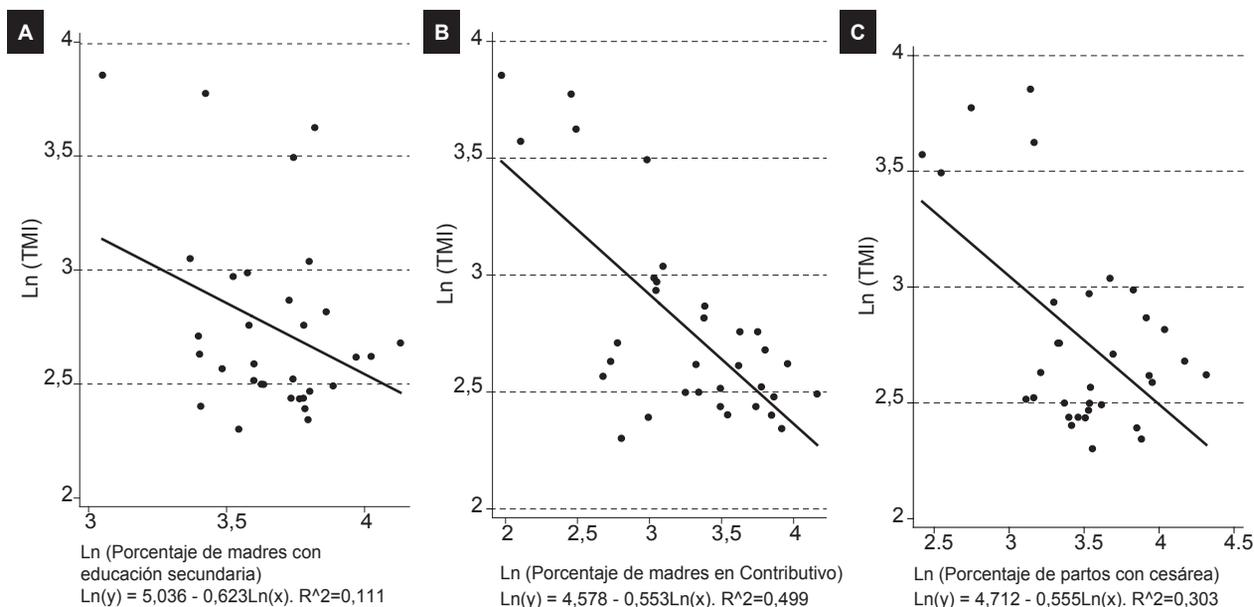 A
4
3,5
3
2,5
2
Ln (TMI)
3
3,5
4
Ln (Porcentaje de madres con
educación secundaria)
Ln(y) = 5,036 - 0,623Ln(x). R^2=0,111
B
4
3,5
3
2,5
2
Ln (TMI)
2
2,5
3
3,5
4
Ln (Porcentaje de madres en Contributivo)
Ln(y) = 4,578 - 0,553Ln(x). R^2=0,499
C
4
3,5
3
2,5
2
Ln (TMI)
2.5
3
3.5
4
4.5
Ln (Porcentaje de partos con cesárea)
Ln(y) = 4,712 - 0,555Ln(x). R^2=0,303